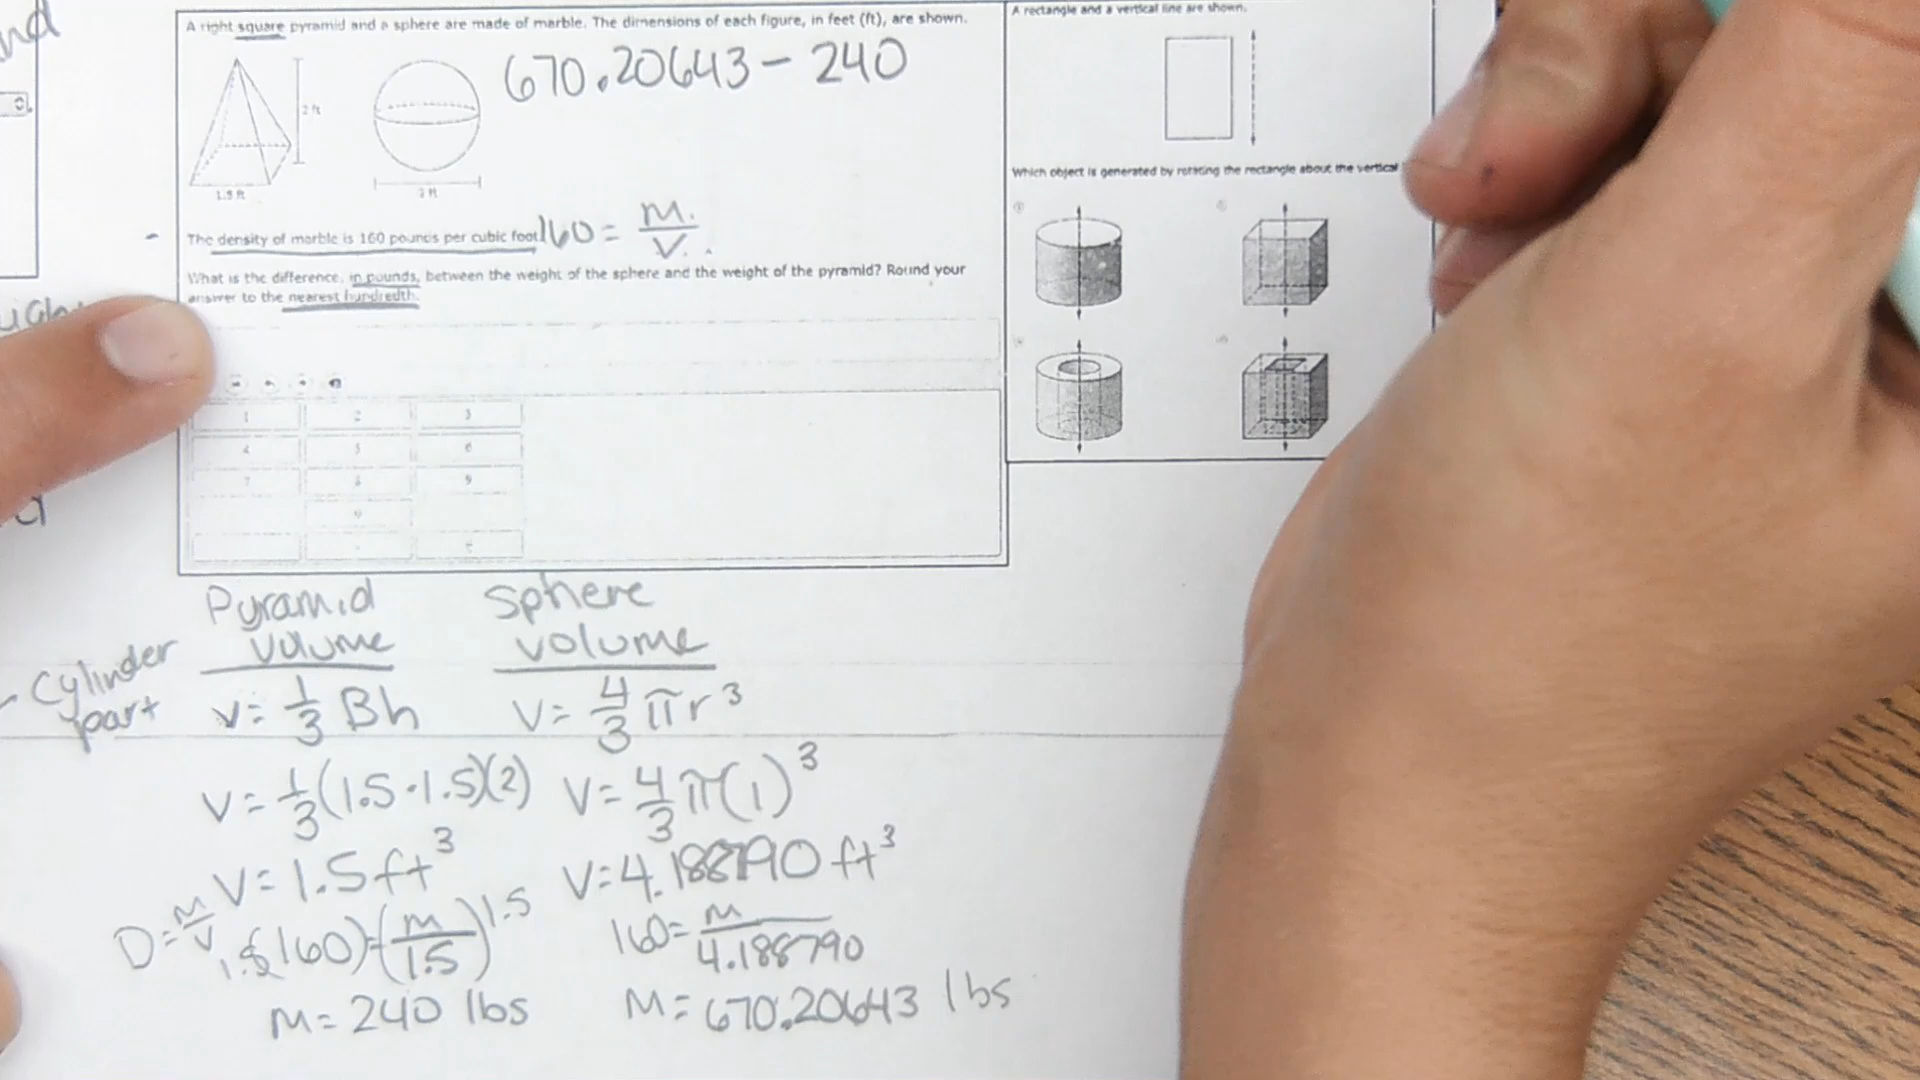 nd
A right square pyramid and a sphere are made of marble. The dimensions of each figure, in feet (ft), are shown.
670.20643 - 240
2 ft
1.5 ft
2 ft
The density of marble is 160 pounds per cubic foot.
160 = M/V.
What is the difference, in pounds, between the weight of the sphere and the weight of the pyramid? Round your
answer to the nearest hundredth.
1 2 3
4 5 6
7 8 9
0
A rectangle and a vertical line are shown.
Which object is generated by rotating the rectangle about the vertical
Cylinder
part
Pyramid
volume
V = 1/3 Bh
V = 1/3 (1.5 · 1.5)(2)
V = 1.5 ft³
D = M/V
1.5(160) = (M/1.5) 1.5
M = 240 lbs
Sphere
volume
V = 4/3 π r³
V = 4/3 π(1)³
V = 4.188790 ft³
160 = M/4.188790
M = 670.20643 lbs